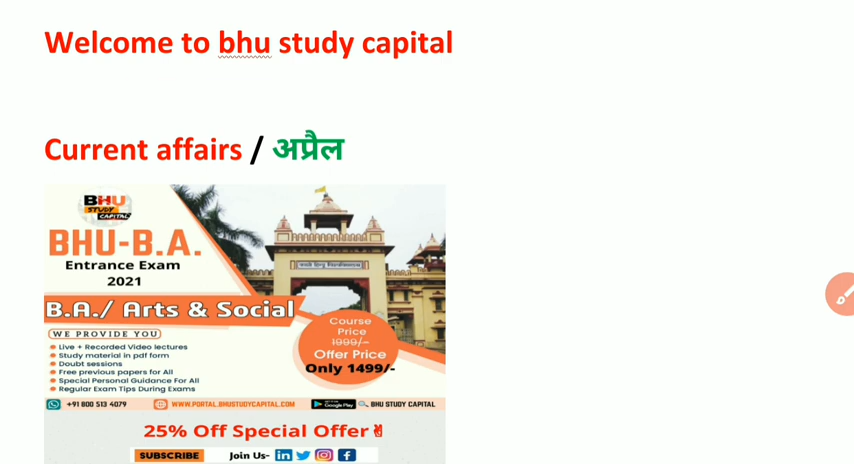 Welcome to bhu study capital
Current affairs / अप्रैल
BHU
STUDY
CAPITAL
BHU-B.A.
Entrance Exam
2021
B.A./ Arts & Social
WE PROVIDE YOU
Live + Recorded Video lectures
Study material in pdf form
Doubt sessions
Free previous papers for All
Special Personal Guidance For All
Regular Exam Tips During Exams
Course
Price
1999/-
Offer Price
Only 1499/-
+91 800 513 4079 WWW.PORTAL.BHUSTUDYCAPITAL.COM Google Play BHU STUDY CAPITAL
25% Off Special Offer
SUBSCRIBE Join Us-